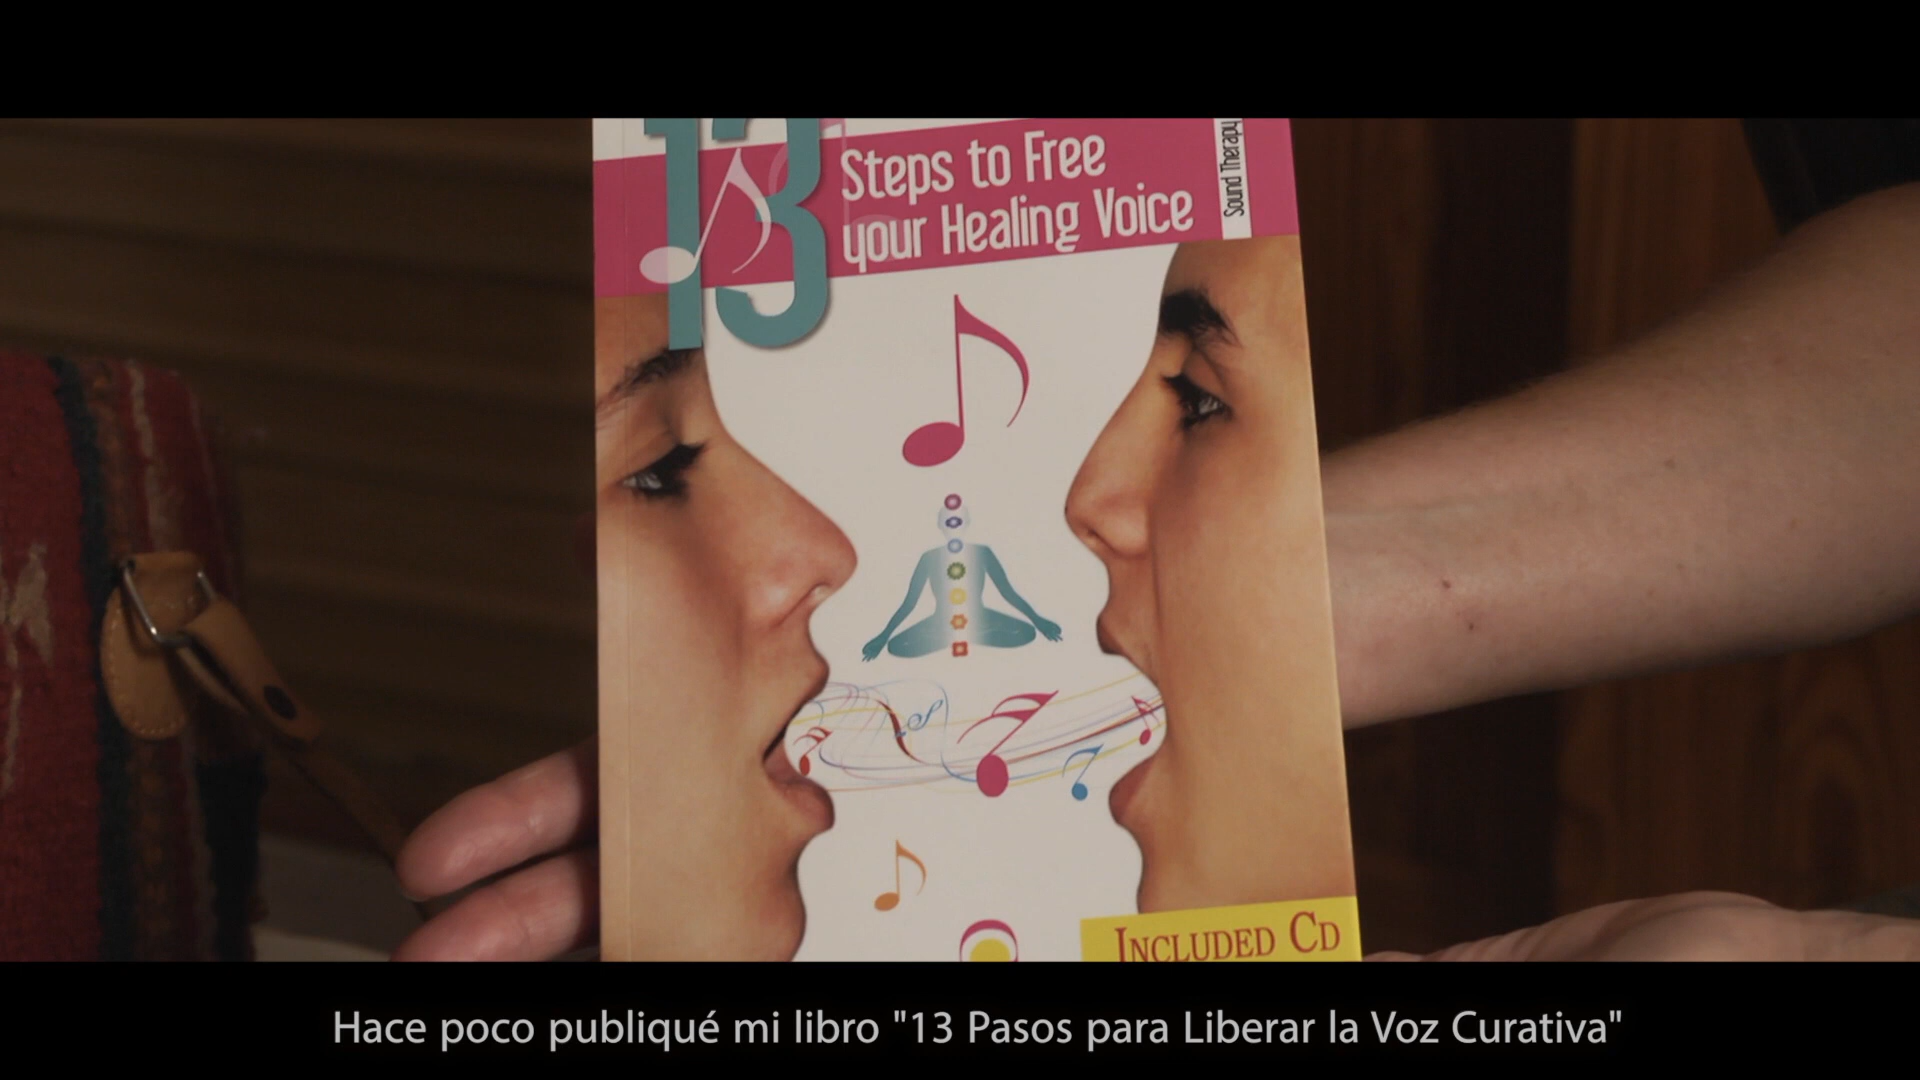 13
Steps to Free
your Healing Voice
Sound Therapy
INCLUDED CD
Hace poco publiqué mi libro "13 Pasos para Liberar la Voz Curativa"